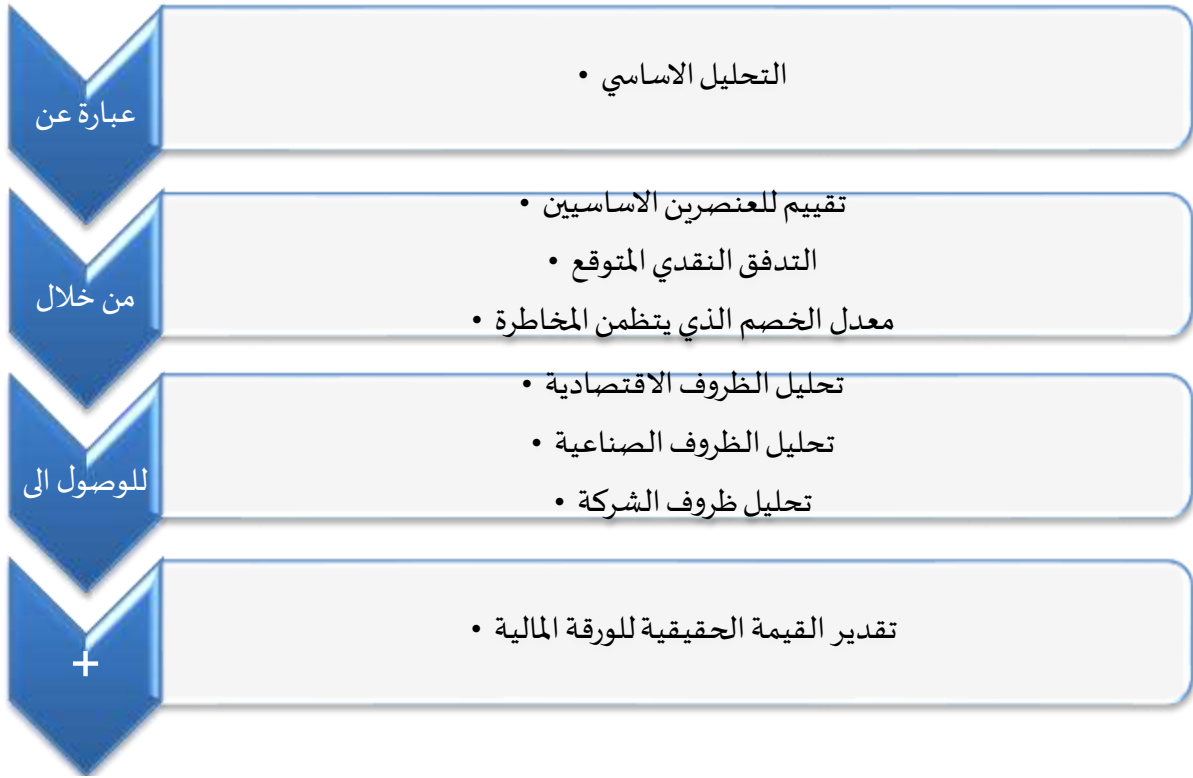 التحليل الاساسي •
عبارة عن
تقييم للعنصرين الاساسيين •
التدفق النقدي المتوقع •
معدل الخصم الذي يتظمن المخاطرة •
من خلال
تحليل الظروف الاقتصادية •
تحليل الظروف الصناعية •
تحليل ظروف الشركة •
للوصول الى
تقدير القيمة الحقيقية للورقة المالية •
+